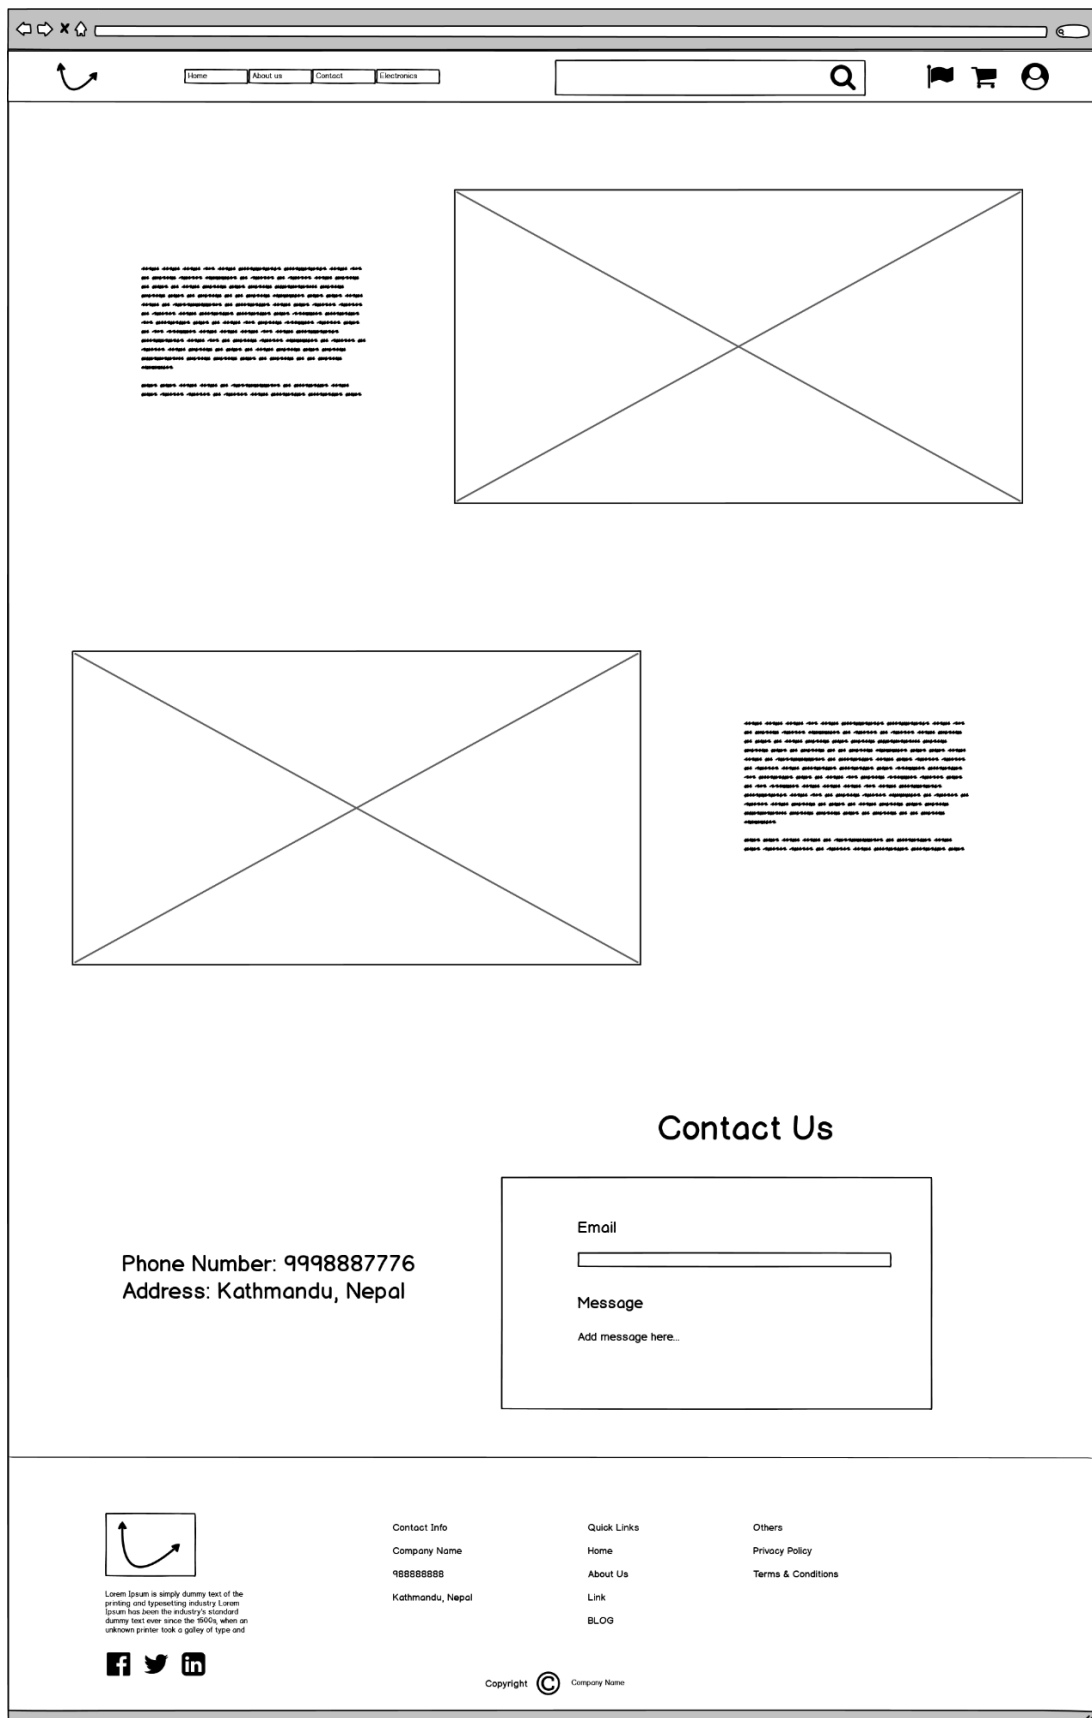 Home
About us
Contact
Electronics
Contact Us
Email
Message
Add message here...
Phone Number: 9998887776
Address: Kathmandu, Nepal
Lorem Ipsum is simply dummy text of the
printing and typesetting industry. Lorem
Ipsum has been the industry's standard
dummy text ever since the 1500s, when an
unknown printer took a galley of type and
Contact Info
Company Name
988888888
Kathmandu, Nepal
Quick Links
Home
About Us
Link
BLOG
Others
Privacy Policy
Terms & Conditions
Copyright © Company Name